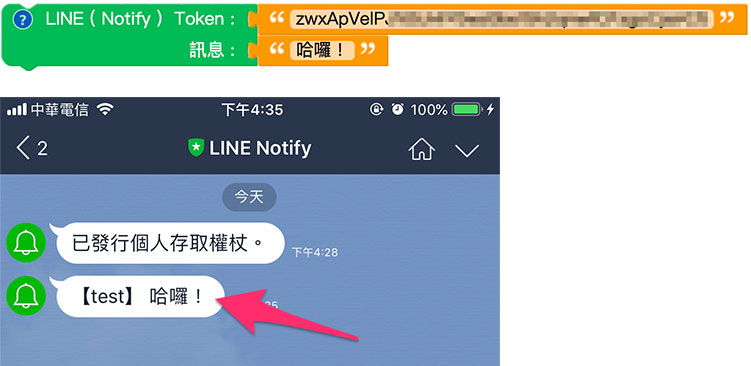 LINE ( Notify ) Token : “ zwxApVelP ”
訊息 : “ 哈囉！ ”
中華電信 下午4:35 100%
2 LINE Notify
今天
已發行個人存取權杖。 下午4:28
【test】 哈囉！ 35